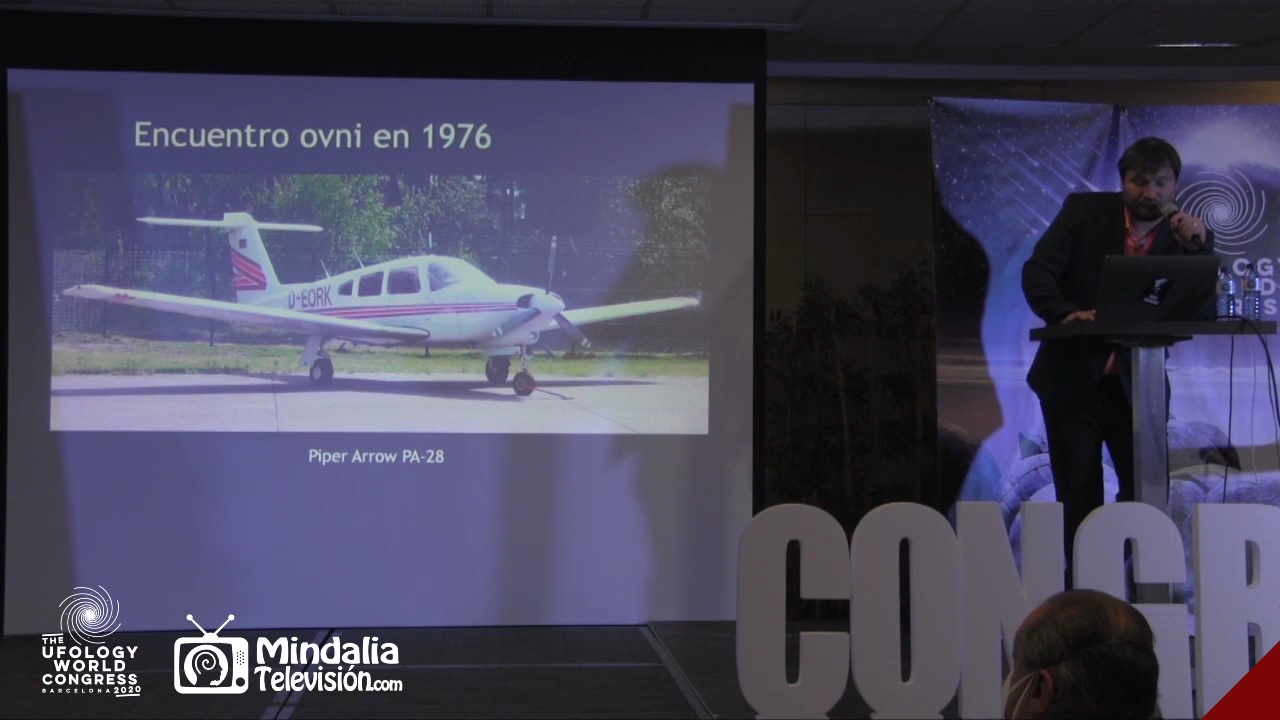 Encuentro ovni en 1976
D-EORK
Piper Arrow PA-28
CONGR
THE
UFOLOGY
WORLD
CONGRESS
BARCELONA 2020
Mindalia
Televisión.com